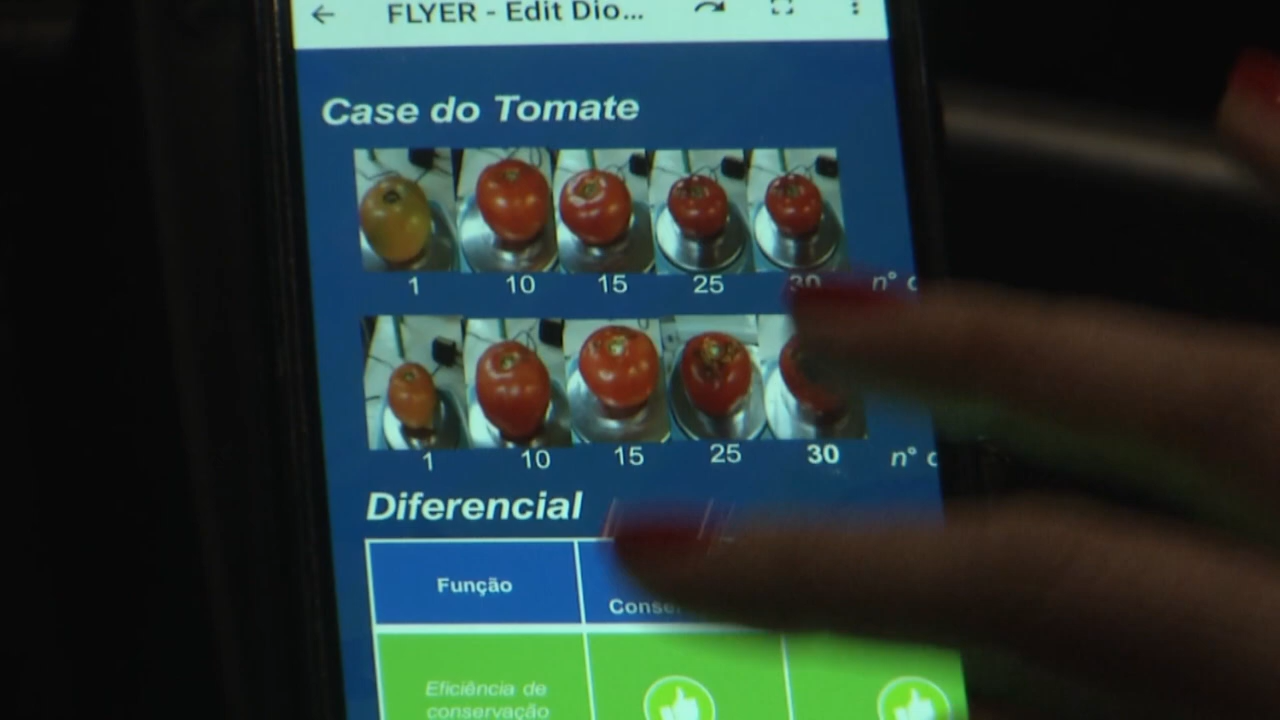 FLYER - Edit Dio...
Case do Tomate
1 10 15 25 30 n°
1 10 15 25 30 n°
Diferencial
Função
Eficiência de
conservação